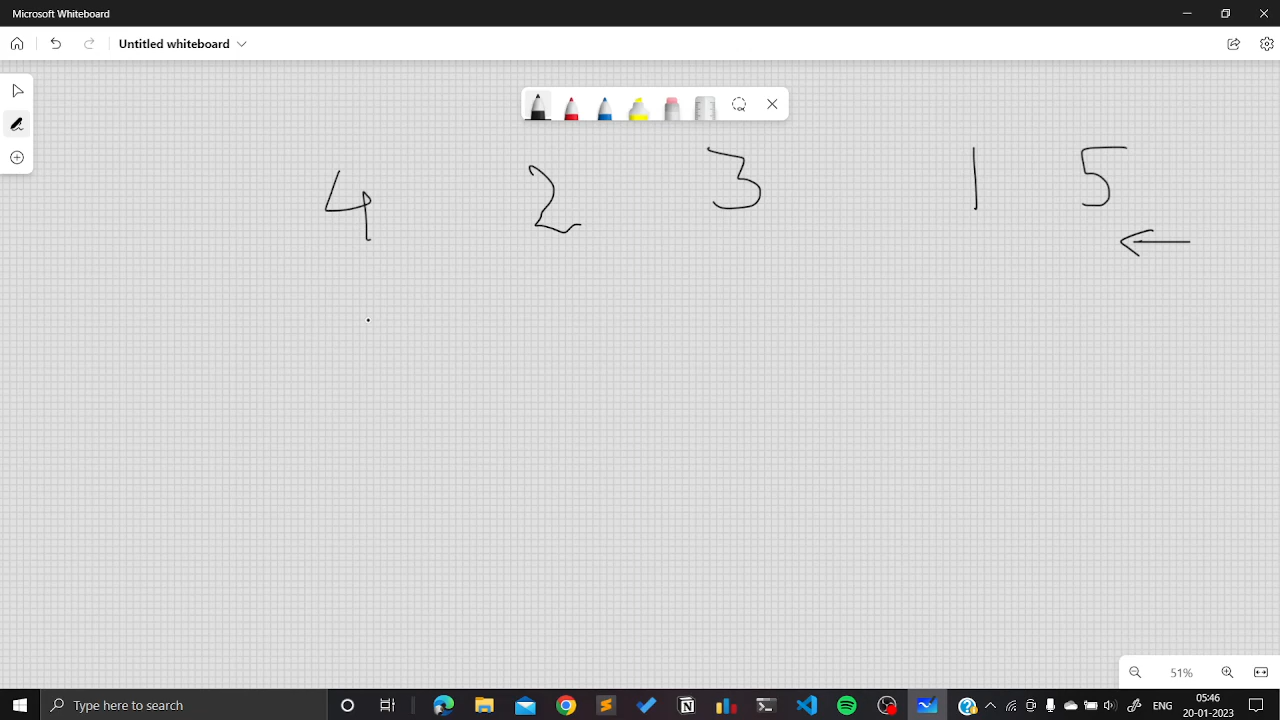 Microsoft Whiteboard
Untitled whiteboard
4 2 3 1 5
51%
Type here to search
ENG
05:46
20-01-2023